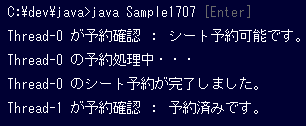 C:¥dev¥java>java Sample1707 [Enter]
Thread-0 が予約確認 : シート予約可能です。
Thread-0 の予約処理中・・・
Thread-0 のシート予約が完了しました。
Thread-1 が予約確認 : 予約済みです。